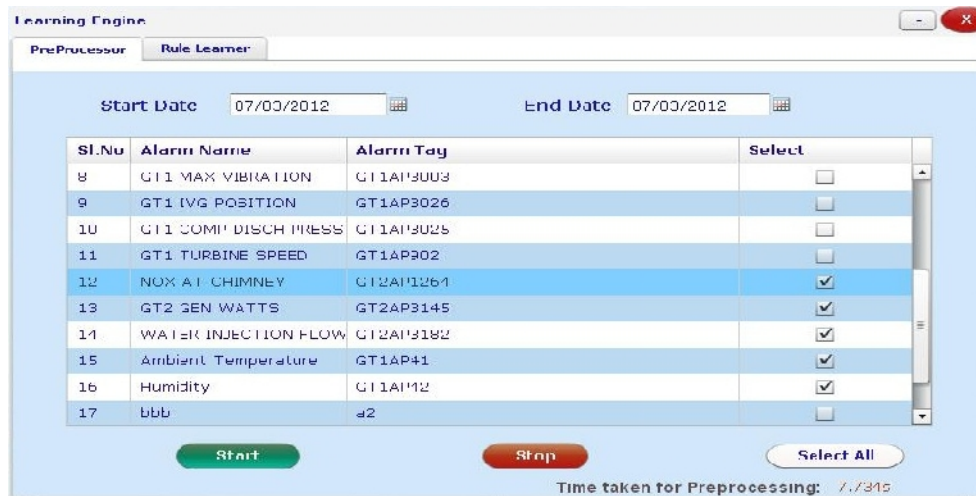 Learning Engine
PreProcessor Rule Learner
Start Date 07/03/2012 End Date 07/03/2012
Sl.No Alarm Name Alarm Tag Select
8 GT1 MAX VIBRATION GT1AP3003
9 GT1 IVG POSITION GT1AP3026
10 GT1 COMP DISCH PRESS GT1AP3025
11 GT1 TURBINE SPEED GT1AP902
12 NOX AT CHIMNEY GT2AP1264
13 GT2 GEN WATTS GT2AP3145
14 WATER INJECTION FLOW GT2AP3182
15 Ambient Temperature GT1AP41
16 Humidity GT1AP42
17 bbb a2
Start Stop Select All
Time taken for Preprocessing: 7.734s